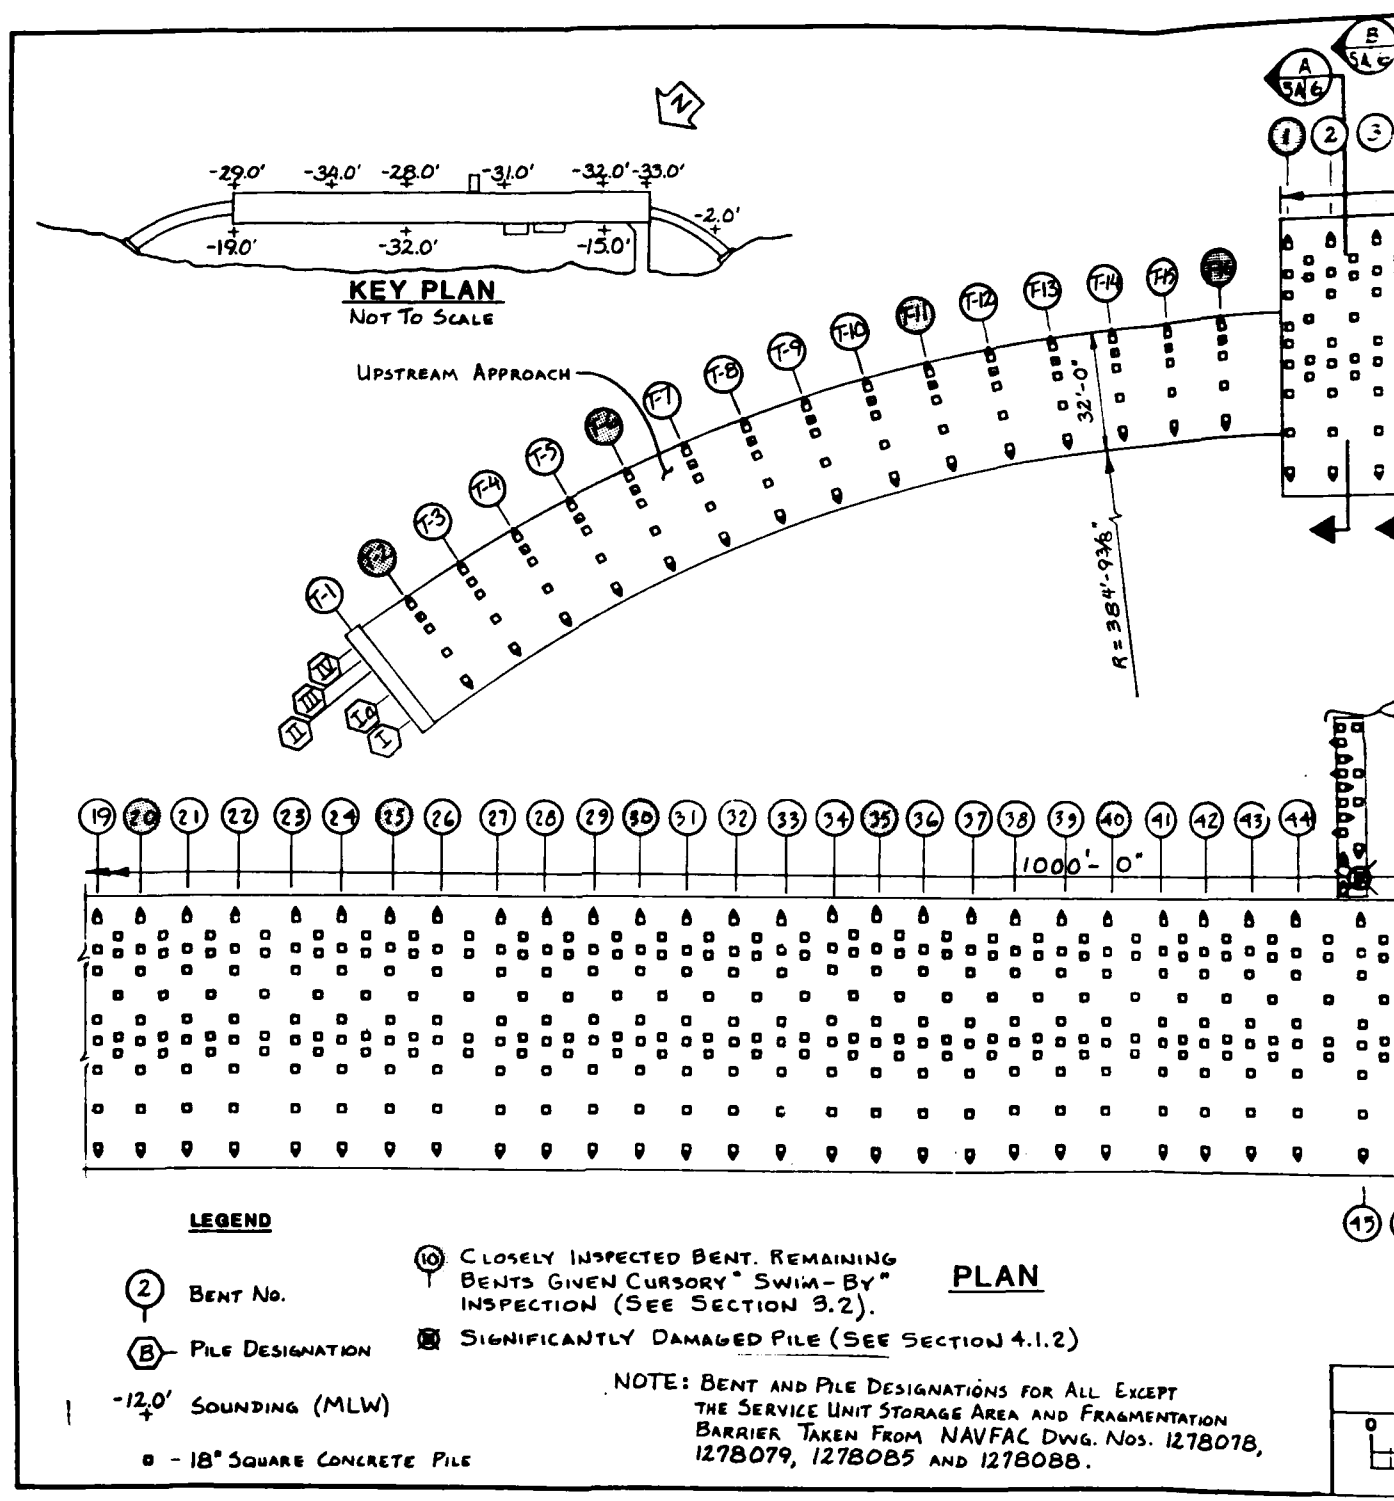 N
-29.0' -34.0' -28.0' -31.0' -32.0' -33.0'
-2.0'
-19.0' -32.0' -15.0'
KEY PLAN
NOT TO SCALE
A
5A 6
B
5A
1 2 3
UPSTREAM APPROACH
T-1 T-2 T-3 T-4 T-5 T-6 T-7 T-8 T-9 T-10 T-11 T-12 T-13 T-14 T-15 T-16
32'-0"
R = 384'-9 3/8"
IV
III
II
Ia
I
19 20 21 22 23 24 25 26 27 28 29 30 31 32 33 34 35 36 37 38 39 40 41 42 43 44
1000'-0"
45
LEGEND
2 BENT NO.
B PILE DESIGNATION
-12.0' SOUNDING (MLW)
- 18" SQUARE CONCRETE PILE
10 CLOSELY INSPECTED BENT. REMAINING
BENTS GIVEN CURSORY "SWIM-BY"
INSPECTION (SEE SECTION 3.2).
SIGNIFICANTLY DAMAGED PILE (SEE SECTION 4.1.2)
PLAN
NOTE: BENT AND PILE DESIGNATIONS FOR ALL EXCEPT
THE SERVICE UNIT STORAGE AREA AND FRAGMENTATION
BARRIER TAKEN FROM NAVFAC DWG. NOS. 1278078,
1278079, 1278085 AND 1278088.
0